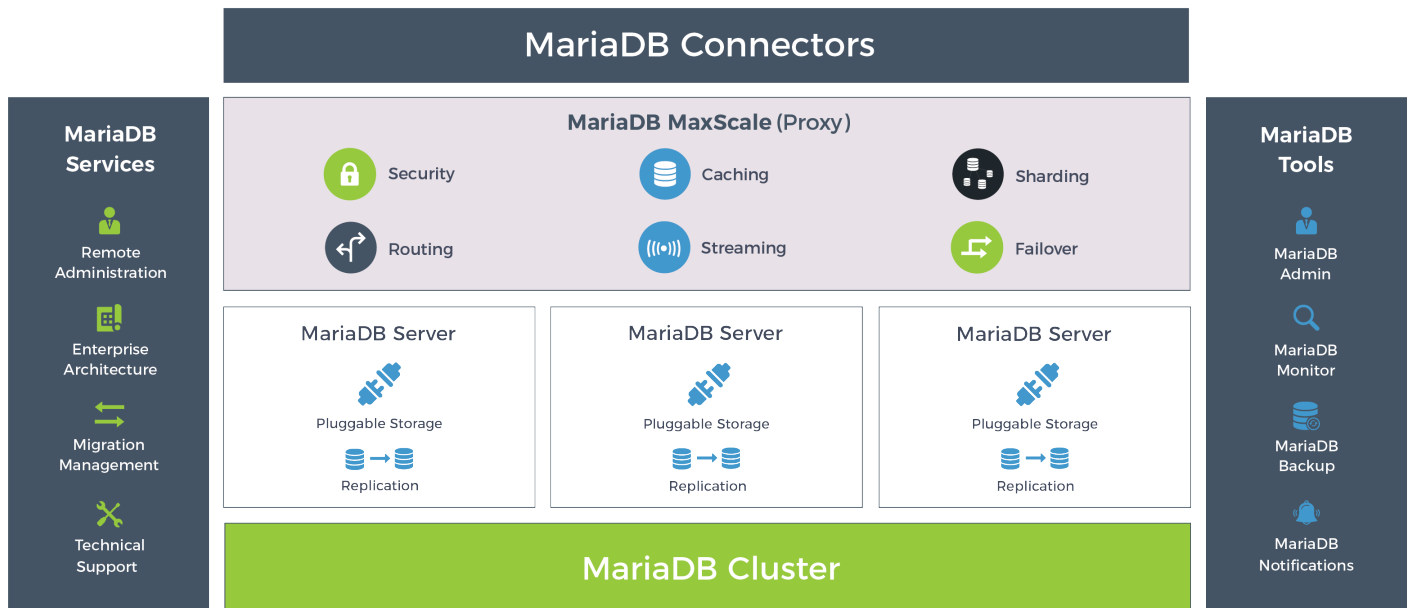 MariaDB Connectors
MariaDB
Services
Remote
Administration
Enterprise
Architecture
Migration
Management
Technical
Support
MariaDB MaxScale (Proxy)
Security
Caching
Sharding
Routing
Streaming
Failover
MariaDB Server
Pluggable Storage
Replication
MariaDB Server
Pluggable Storage
Replication
MariaDB Server
Pluggable Storage
Replication
MariaDB Cluster
MariaDB
Tools
MariaDB
Admin
MariaDB
Monitor
MariaDB
Backup
MariaDB
Notifications